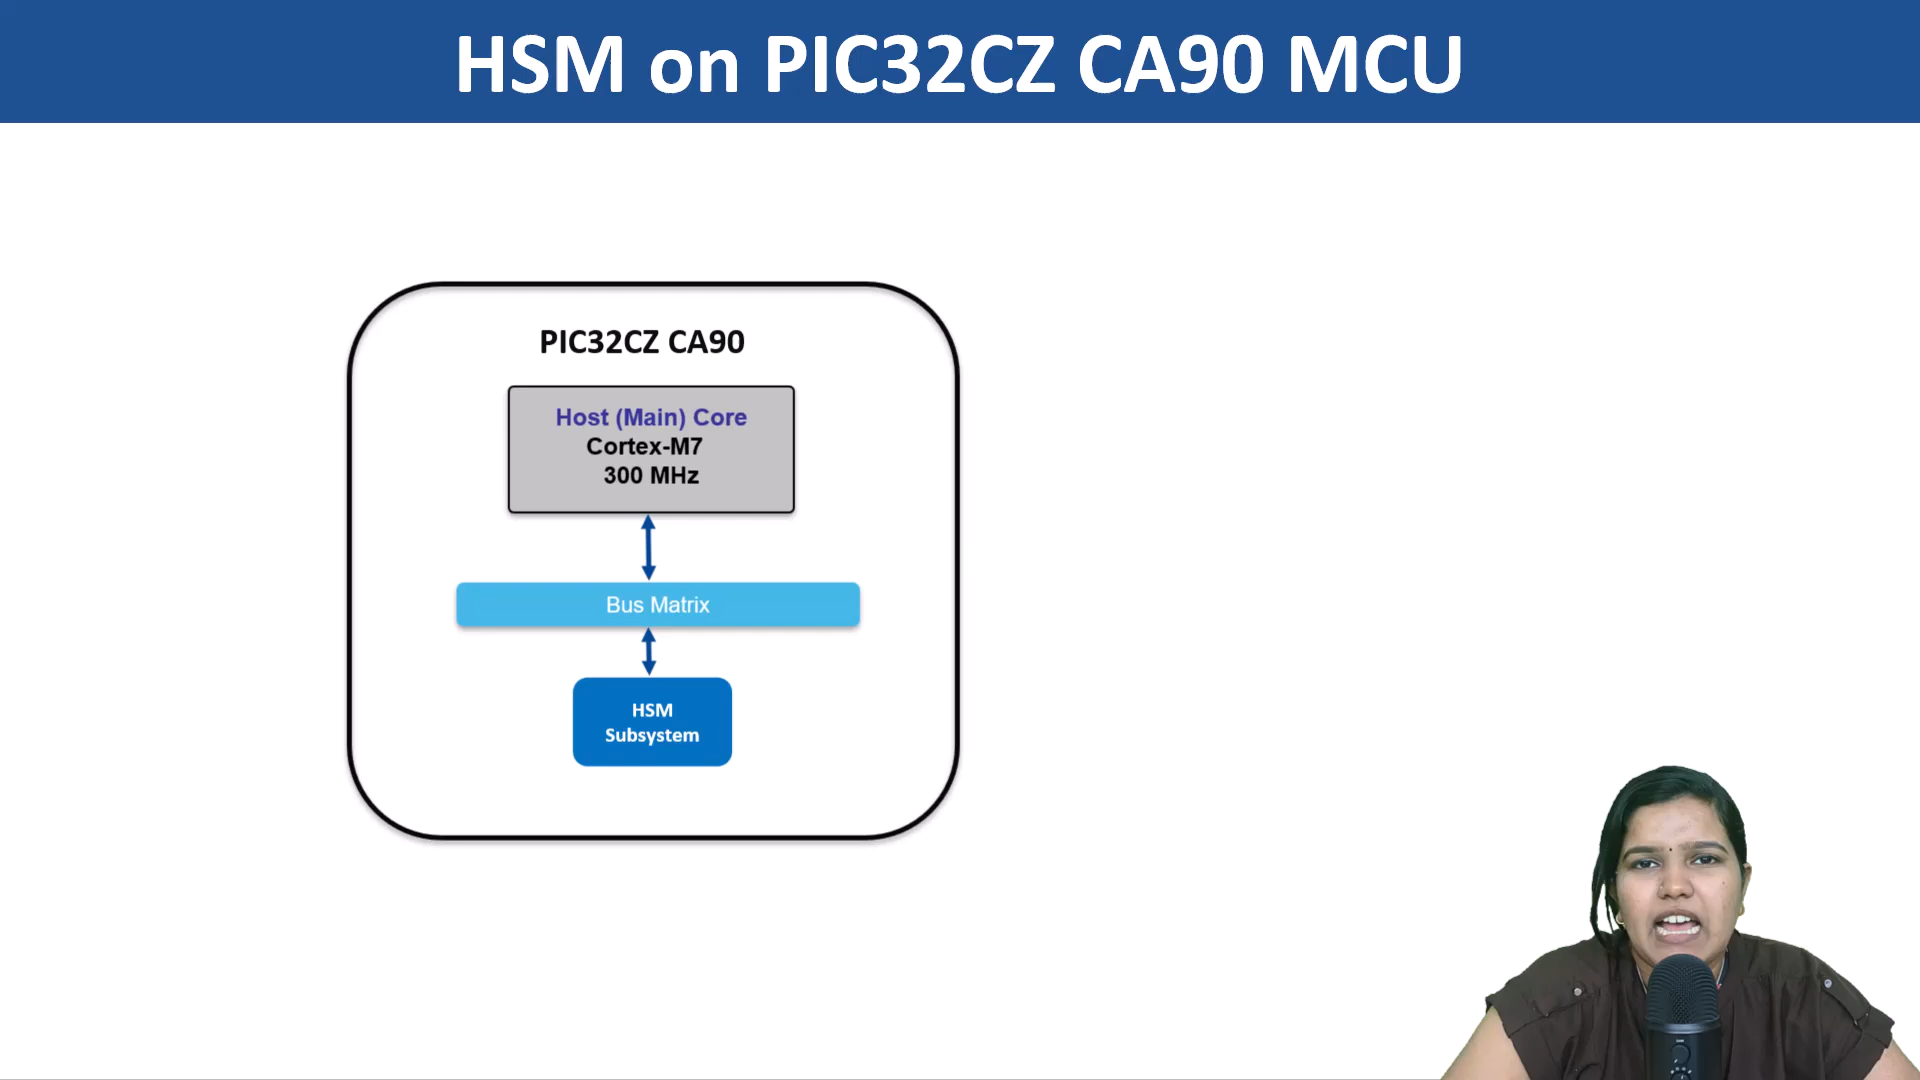 HSM on PIC32CZ CA90 MCU
PIC32CZ CA90
Host (Main) Core
Cortex-M7
300 MHz
Bus Matrix
HSM
Subsystem